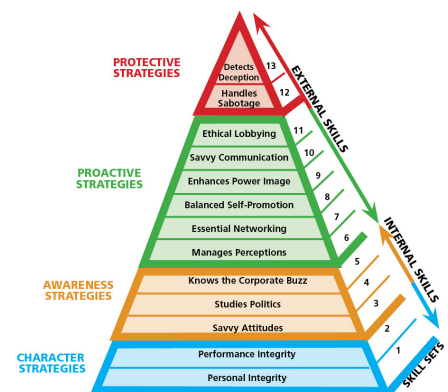 PROTECTIVE
STRATEGIES
Detects
Deception
13
Handles
Sabotage
12
EXTERNAL SKILLS
PROACTIVE
STRATEGIES
Ethical Lobbying
11
Savvy Communication
10
Enhances Power Image
9
Balanced Self-Promotion
8
Essential Networking
7
Manages Perceptions
6
INTERNAL SKILLS
AWARENESS
STRATEGIES
Knows the Corporate Buzz
5
Studies Politics
4
Savvy Attitudes
3
CHARACTER
STRATEGIES
Performance Integrity
2
Personal Integrity
1
SKILL SETS